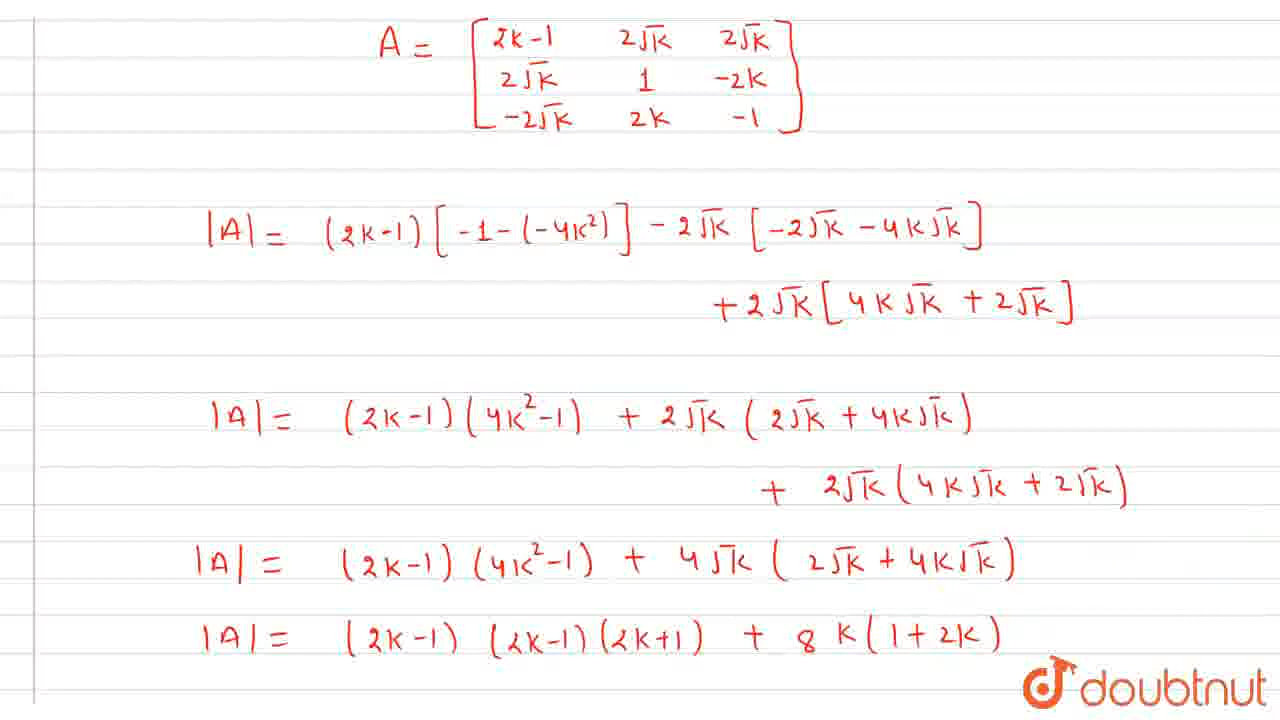 A = [ 2k-1 2√k 2√k
2√k 1 -2k
-2√k 2k -1 ]
|A| = (2k-1) [-1-(-4k²)] - 2√k [-2√k - 4k√k]
+ 2√k [4k√k + 2√k]
|A| = (2k-1) (4k²-1) + 2√k (2√k + 4k√k)
+ 2√k (4k√k + 2√k)
|A| = (2k-1) (4k²-1) + 4√k (2√k + 4k√k)
|A| = (2k-1) (2k-1) (2k+1) + 8 k (1+2k)
doubtnut